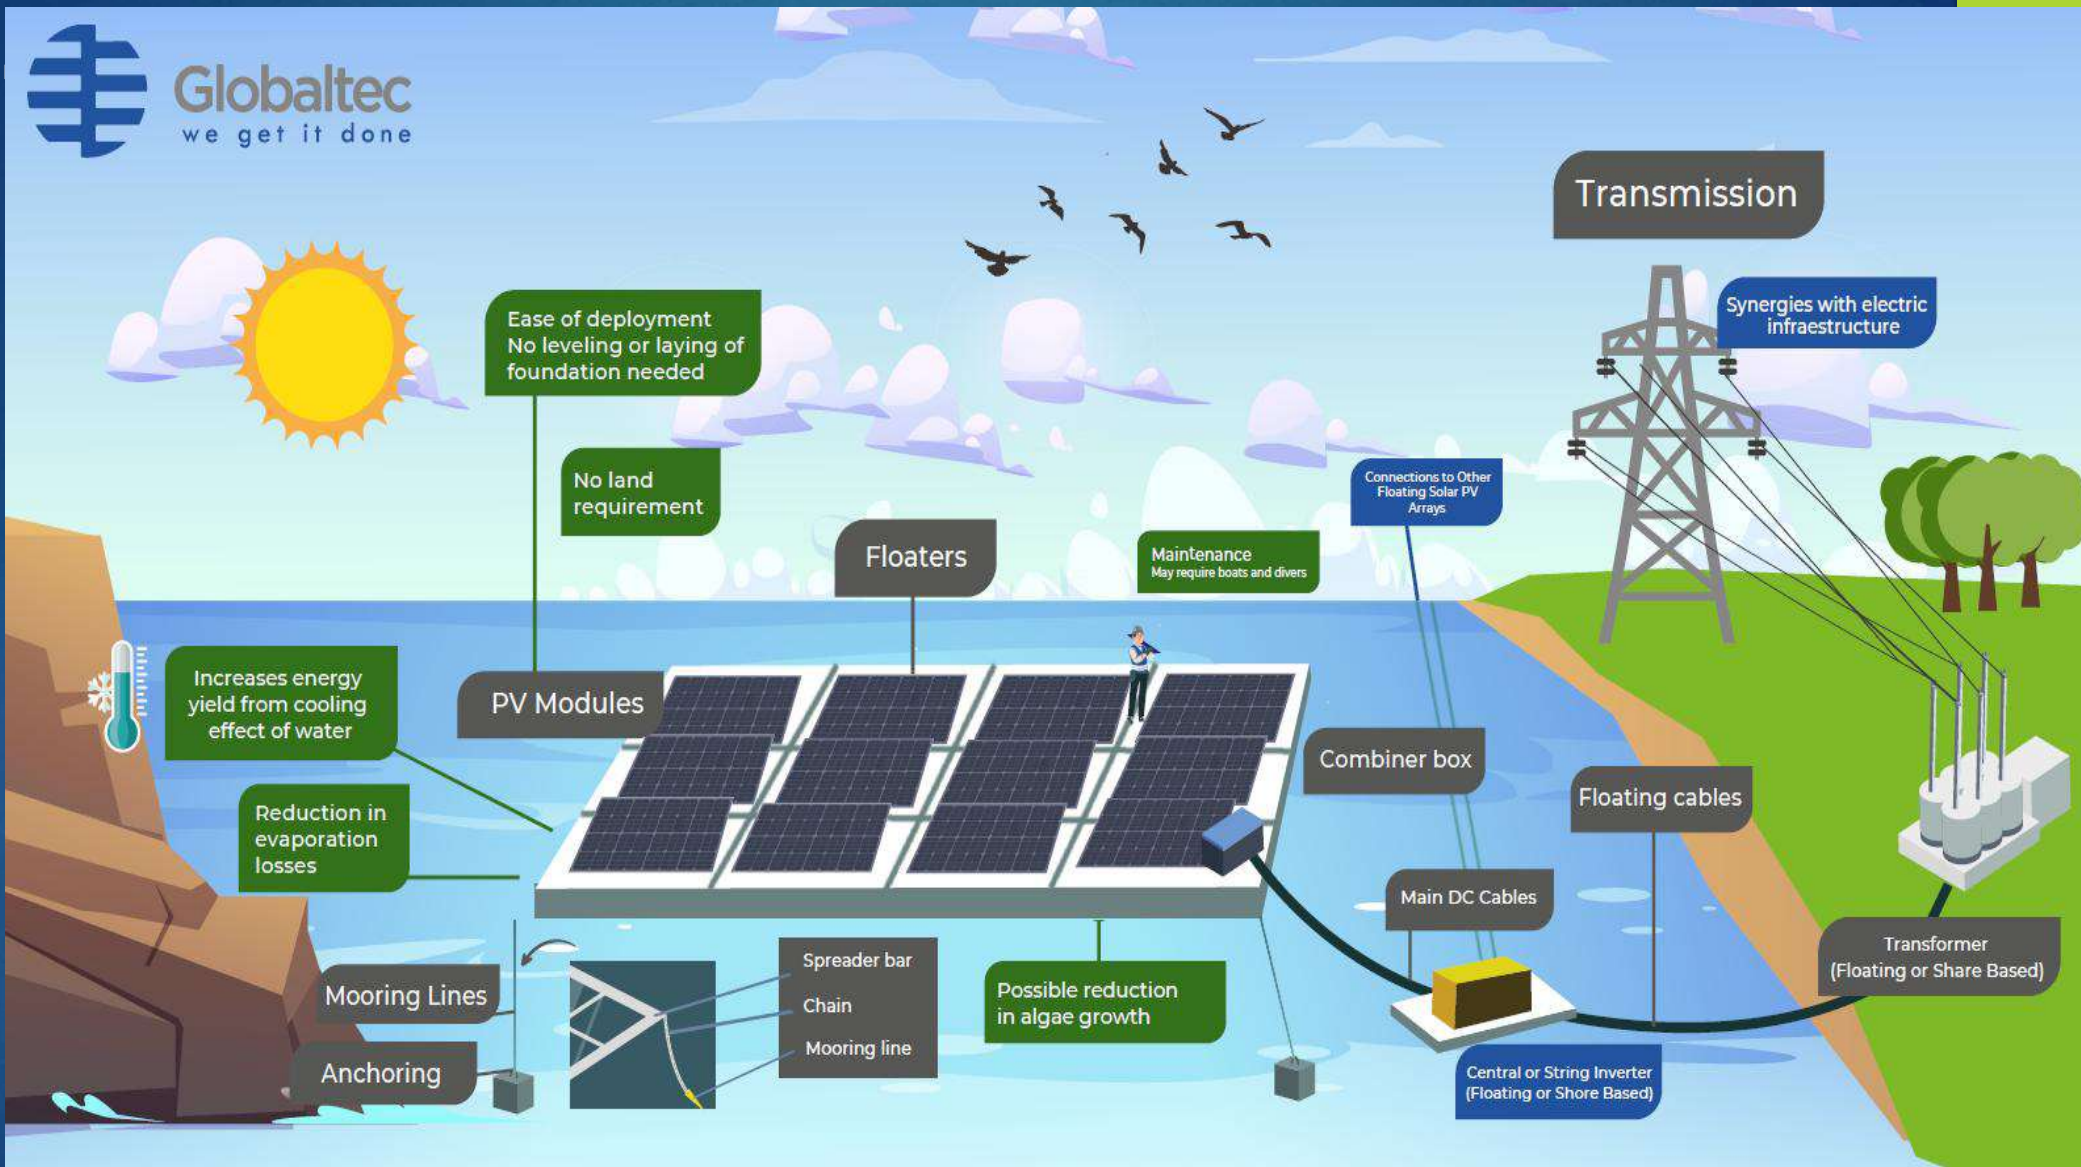 Globaltec
we get it done
Transmission
Synergies with electric
infraestructure
Ease of deployment
No leveling or laying of
foundation needed
No land
requirement
Connections to Other
Floating Solar PV
Arrays
Floaters
Maintenance
May require boats and divers
Increases energy
yield from cooling
effect of water
PV Modules
Combiner box
Floating cables
Reduction in
evaporation
losses
Main DC Cables
Transformer
(Floating or Share Based)
Mooring Lines
Spreader bar
Chain
Mooring line
Possible reduction
in algae growth
Anchoring
Central or String Inverter
(Floating or Shore Based)